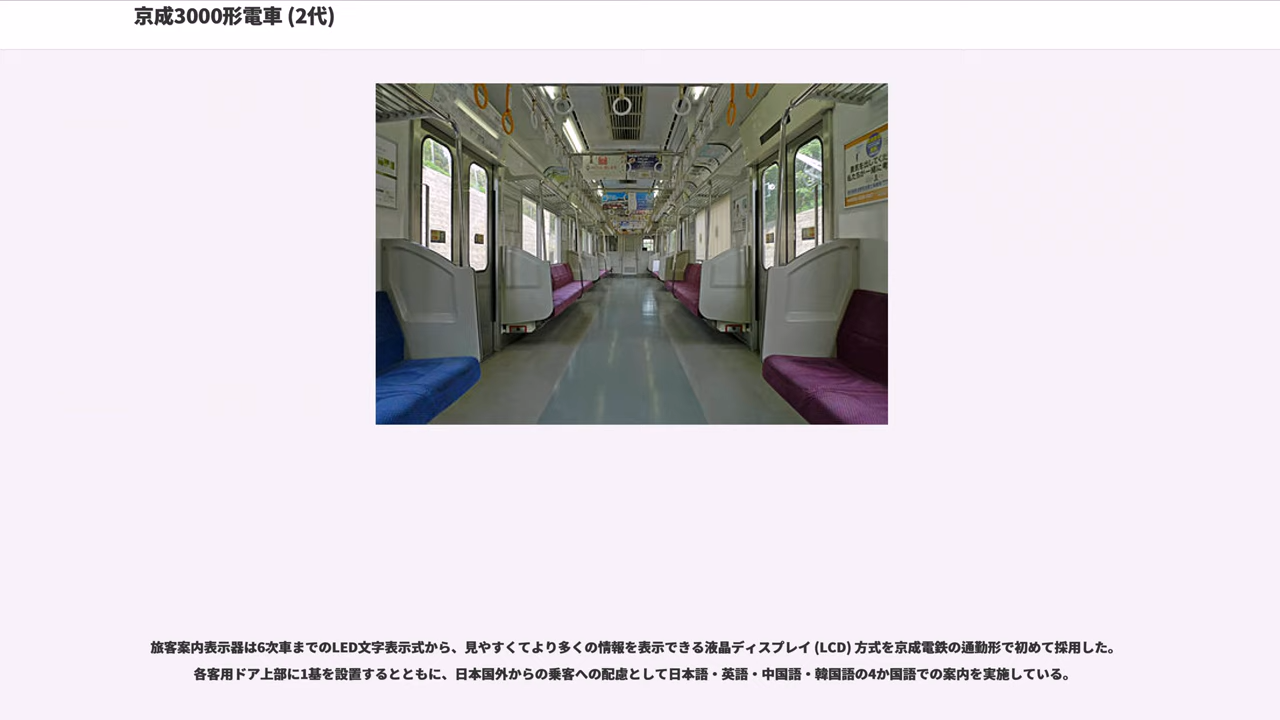 京成3000形電車 (2代)
旅客案内表示器は6次車までのLED文字表示式から、見やすくてより多くの情報を表示できる液晶ディスプレイ (LCD) 方式を京成電鉄の通勤形で初めて採用した。
各客用ドア上部に1基を設置するとともに、日本国外からの乗客への配慮として日本語・英語・中国語・韓国語の4か国語での案内を実施している。